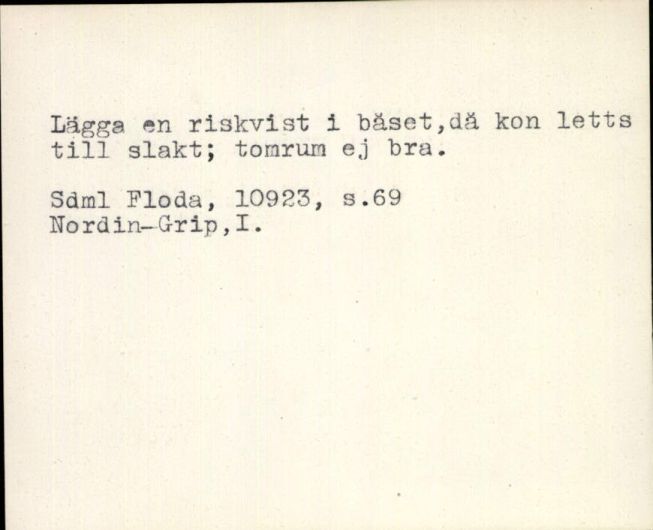 Lägga en riskvist i båset,då kon letts
till slakt; tomrum ej bra.
Sdml Floda, 10923, s.69
Nordin-Grip,I.